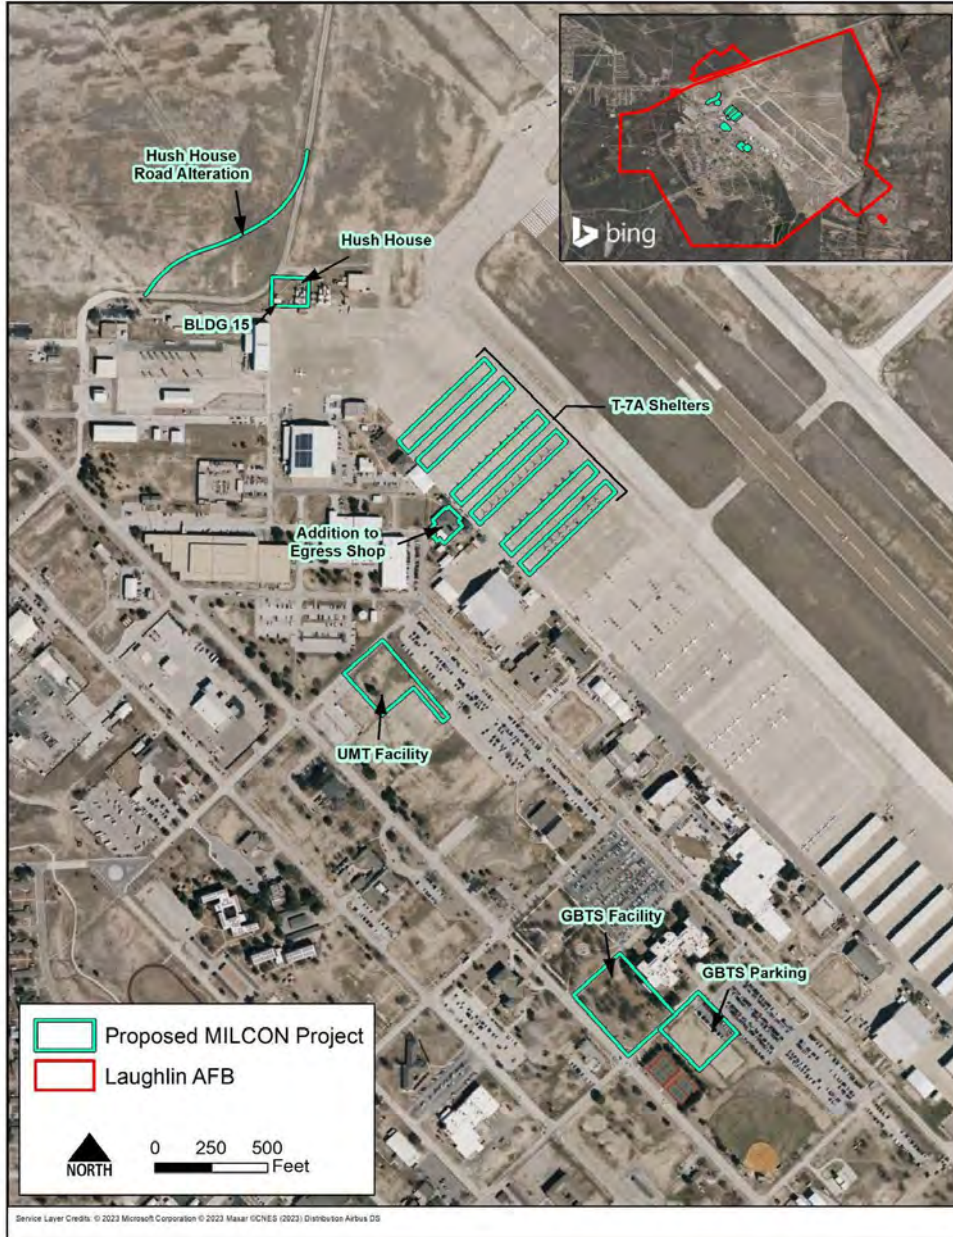 Hush House
Road Alteration
Hush House
bing
BLDG 15
T-7A Shelters
Addition to
Egress Shop
UMT Facility
GBTS Facility
GBTS Parking
Proposed MILCON Project
Laughlin AFB
NORTH
0 250 500
Feet
Service Layer Credits: © 2023 Microsoft Corporation © 2023 Maxar ©CNES (2023) Distribution Airbus DS